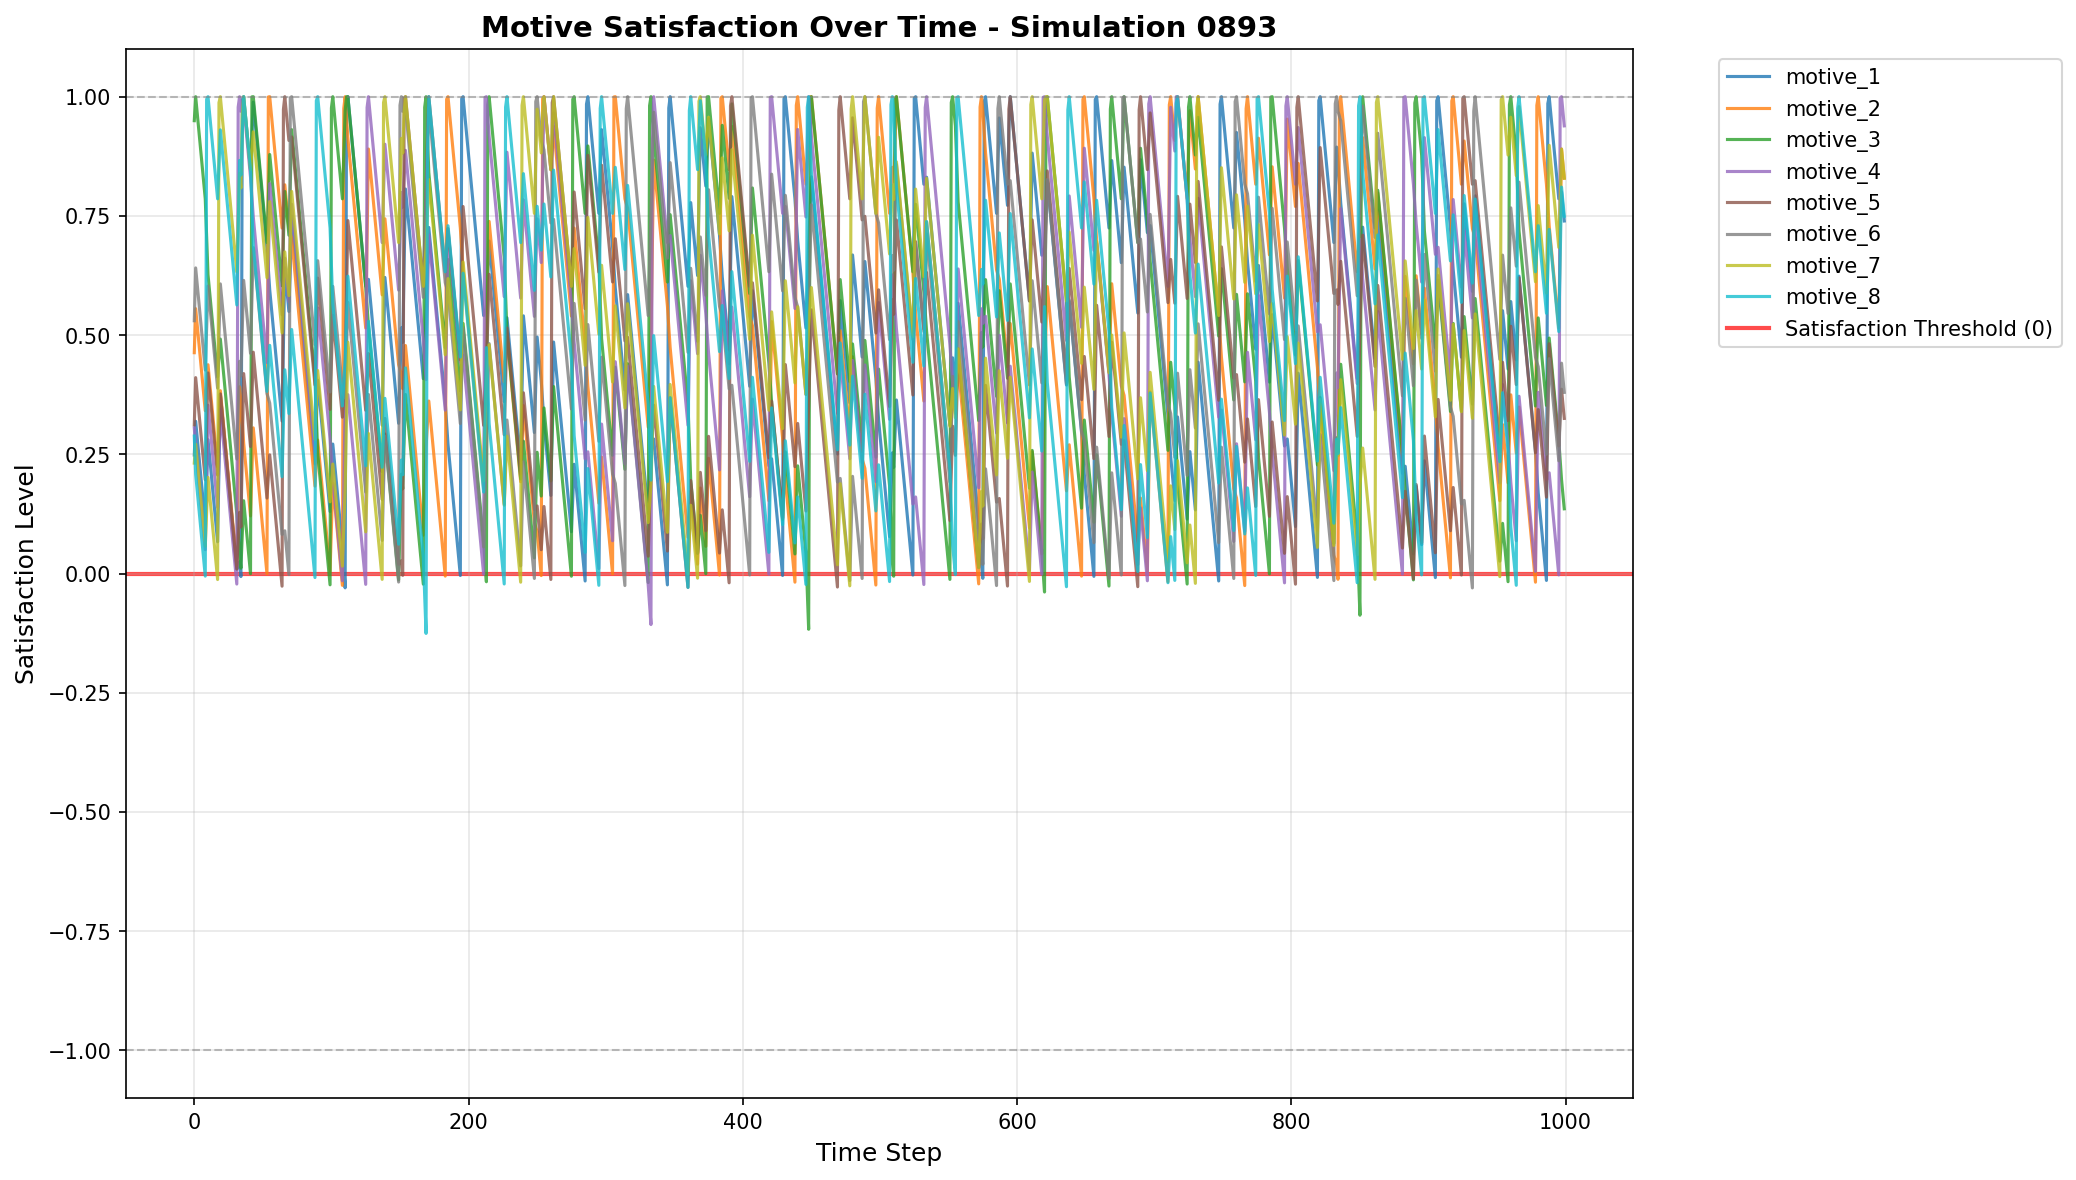 Motive Satisfaction Over Time - Simulation 0893
Satisfaction Level
1.00
0.75
0.50
0.25
0.00
−0.25
−0.50
−0.75
−1.00
0
200
400
600
800
1000
Time Step
motive_1
motive_2
motive_3
motive_4
motive_5
motive_6
motive_7
motive_8
Satisfaction Threshold (0)